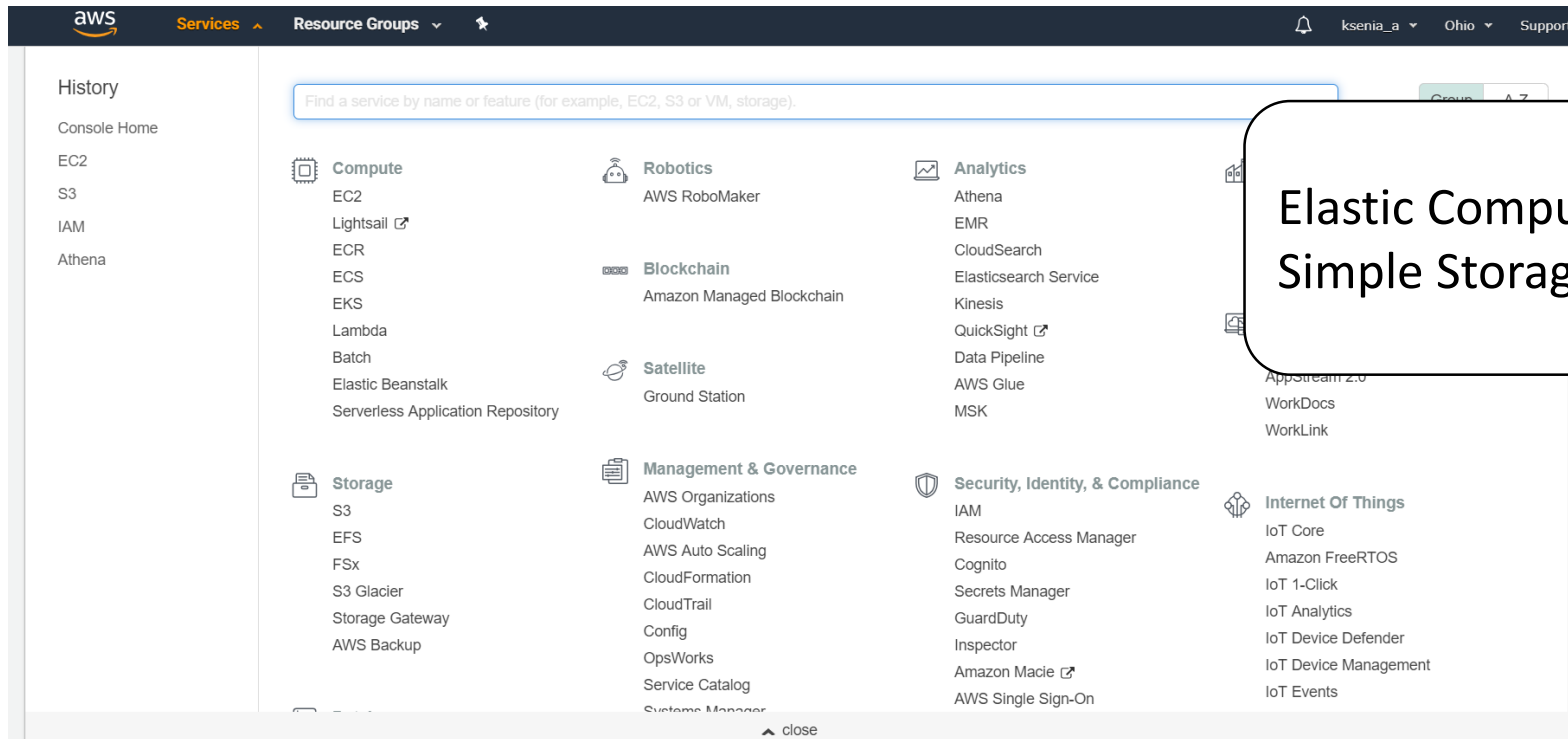 aws
Services
Resource Groups
ksenia_a
Ohio
Support
History
Console Home
EC2
S3
IAM
Athena
Find a service by name or feature (for example, EC2, S3 or VM, storage).
Compute
EC2
Lightsail
ECR
ECS
EKS
Lambda
Batch
Elastic Beanstalk
Serverless Application Repository
Storage
S3
EFS
FSx
S3 Glacier
Storage Gateway
AWS Backup
Robotics
AWS RoboMaker
Blockchain
Amazon Managed Blockchain
Satellite
Ground Station
Management & Governance
AWS Organizations
CloudWatch
AWS Auto Scaling
CloudFormation
CloudTrail
Config
OpsWorks
Service Catalog
Systems Manager
Analytics
Athena
EMR
CloudSearch
Elasticsearch Service
Kinesis
QuickSight
Data Pipeline
AWS Glue
MSK
Security, Identity, & Compliance
IAM
Resource Access Manager
Cognito
Secrets Manager
GuardDuty
Inspector
Amazon Macie
AWS Single Sign-On
Group A-Z
Elastic Compu
Simple Storag
AppStream 2.0
WorkDocs
WorkLink
Internet Of Things
IoT Core
Amazon FreeRTOS
IoT 1-Click
IoT Analytics
IoT Device Defender
IoT Device Management
IoT Events
close